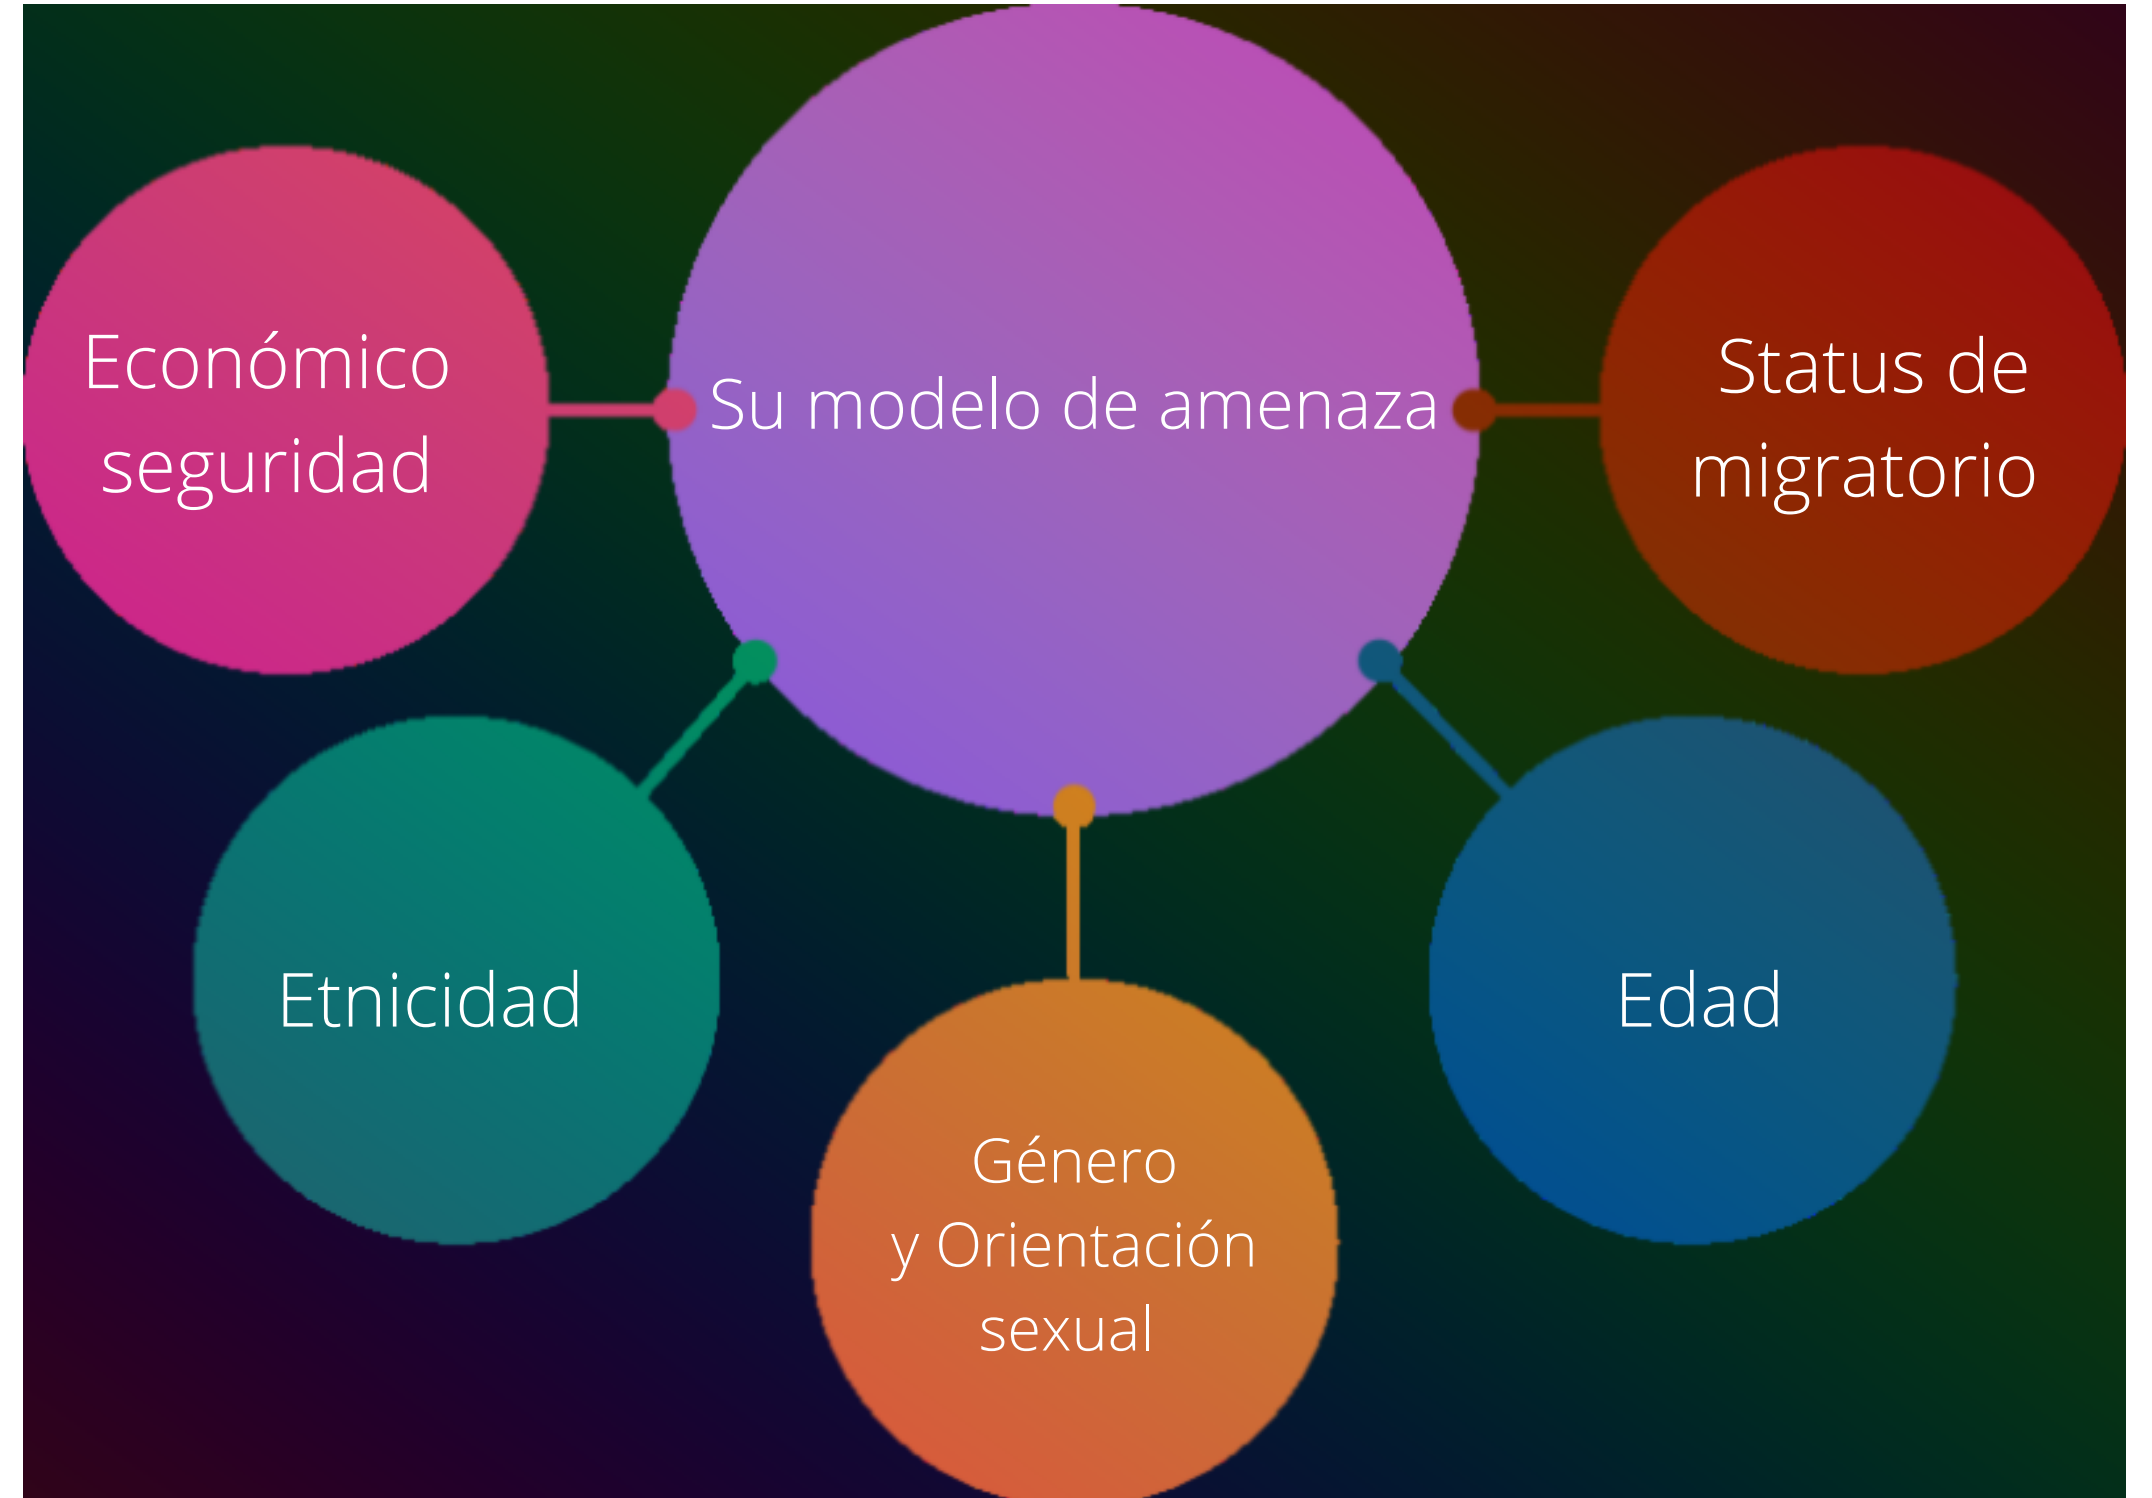 Económico
seguridad
Su modelo de amenaza
Status de
migratorio
Etnicidad
Edad
Género
y Orientación
sexual